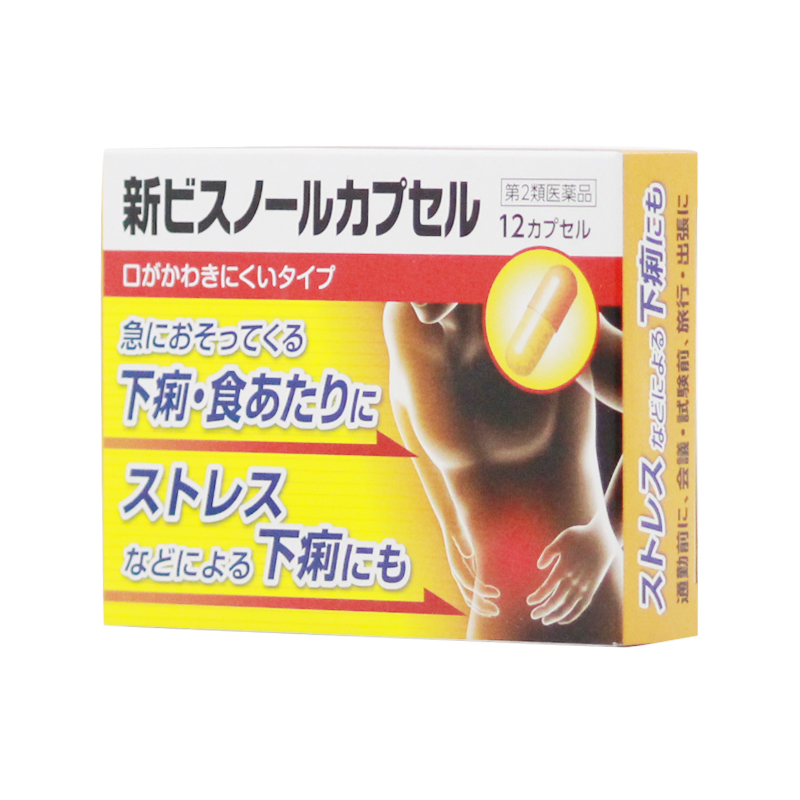 新ビスノールカプセル
第2類医薬品
12カプセル
口がかわきにくいタイプ
急におそってくる
下痢・食あたりに
ストレス
などによる下痢にも
ストレスなどによる下痢にも
通勤前に、会議・試験前、旅行・出張に